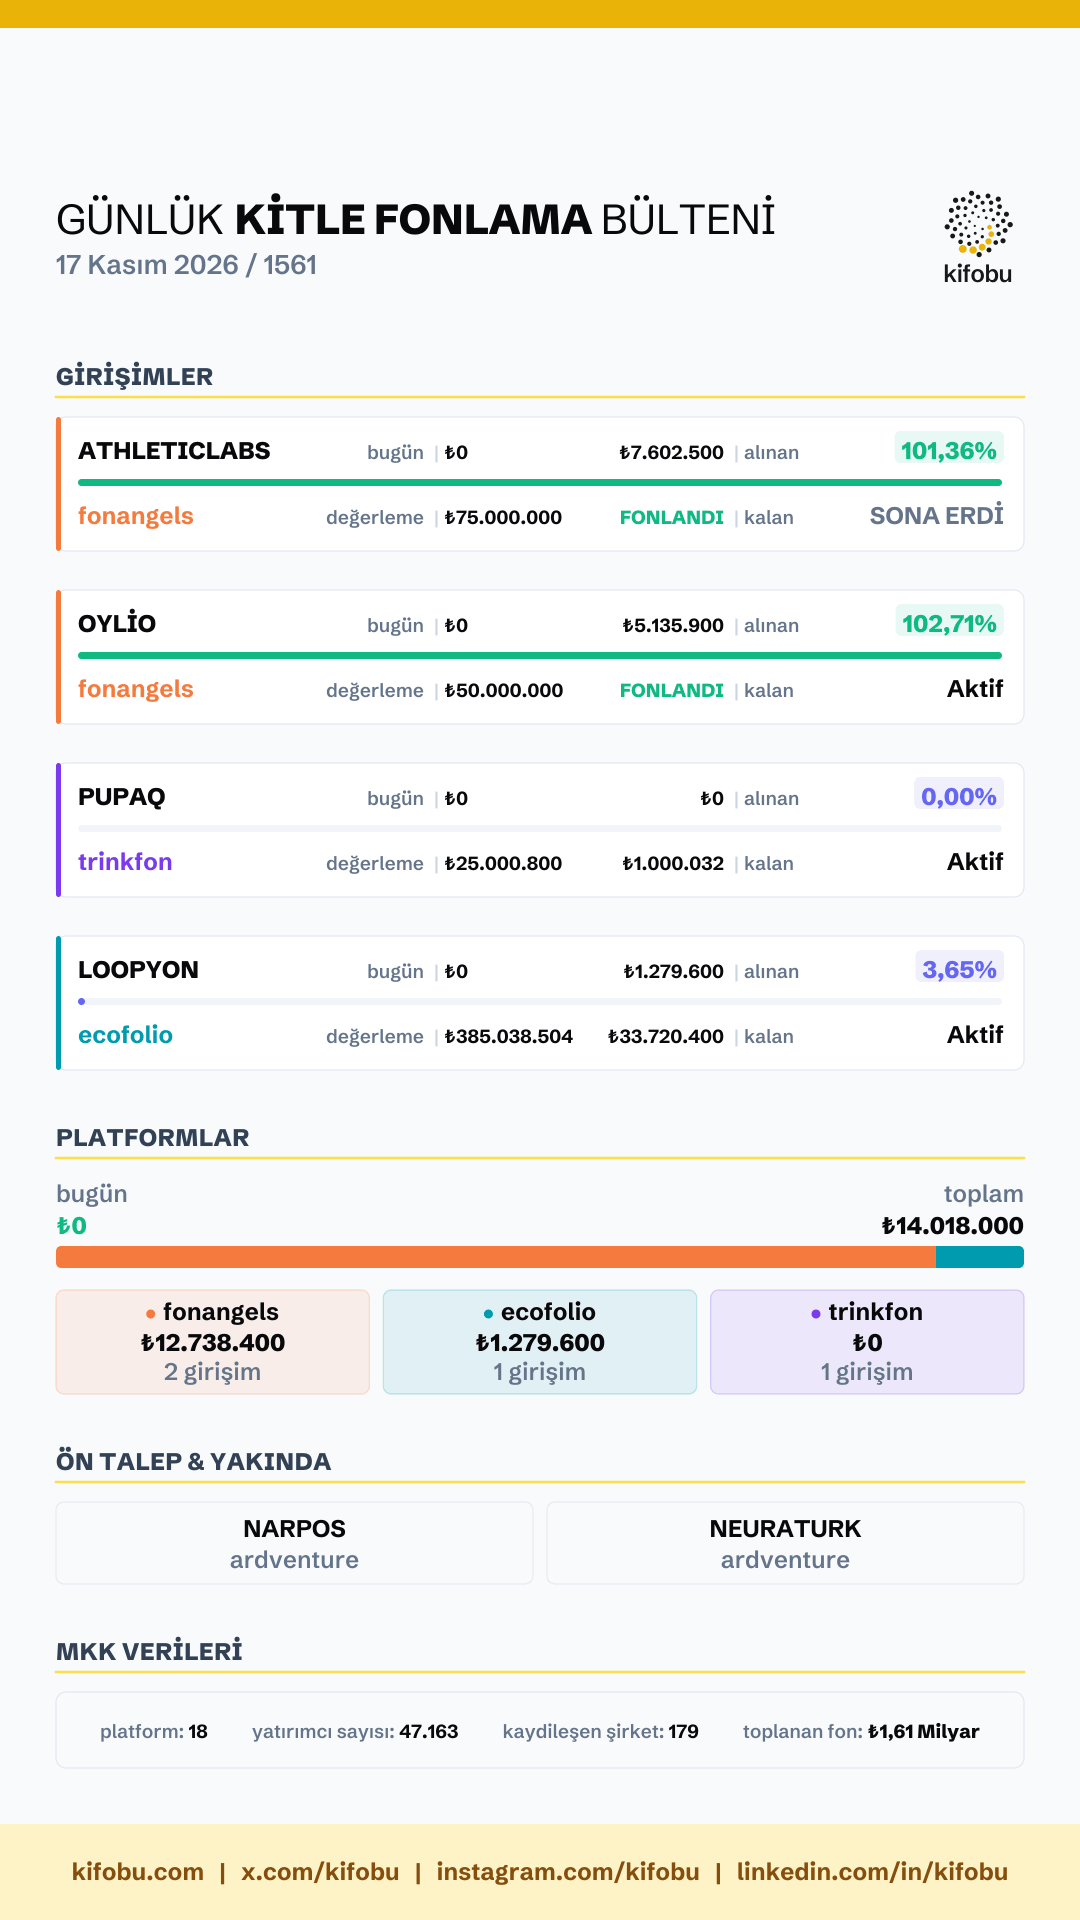 GÜNLÜK KİTLE FONLAMA BÜLTENİ
17 Kasım 2026 / 1561
kifobu
GİRİŞİMLER
ATHLETICLABS bugün | ₺0 ₺7.602.500 | alınan 101,36%
fonangels değerleme | ₺75.000.000 FONLANDI | kalan SONA ERDİ
OYLİO bugün | ₺0 ₺5.135.900 | alınan 102,71%
fonangels değerleme | ₺50.000.000 FONLANDI | kalan Aktif
PUPAQ bugün | ₺0 ₺0 | alınan 0,00%
trinkfon değerleme | ₺25.000.800 ₺1.000.032 | kalan Aktif
LOOPYON bugün | ₺0 ₺1.279.600 | alınan 3,65%
ecofolio değerleme | ₺385.038.504 ₺33.720.400 | kalan Aktif
PLATFORMLAR
bugün toplam
₺0 ₺14.018.000
• fonangels • ecofolio • trinkfon
₺12.738.400 ₺1.279.600 ₺0
2 girişim 1 girişim 1 girişim
ÖN TALEP & YAKINDA
NARPOS NEURATURK
ardventure ardventure
MKK VERİLERİ
platform: 18 yatırımcı sayısı: 47.163 kaydileşen şirket: 179 toplanan fon: ₺1,61 Milyar
kifobu.com | x.com/kifobu | instagram.com/kifobu | linkedin.com/in/kifobu